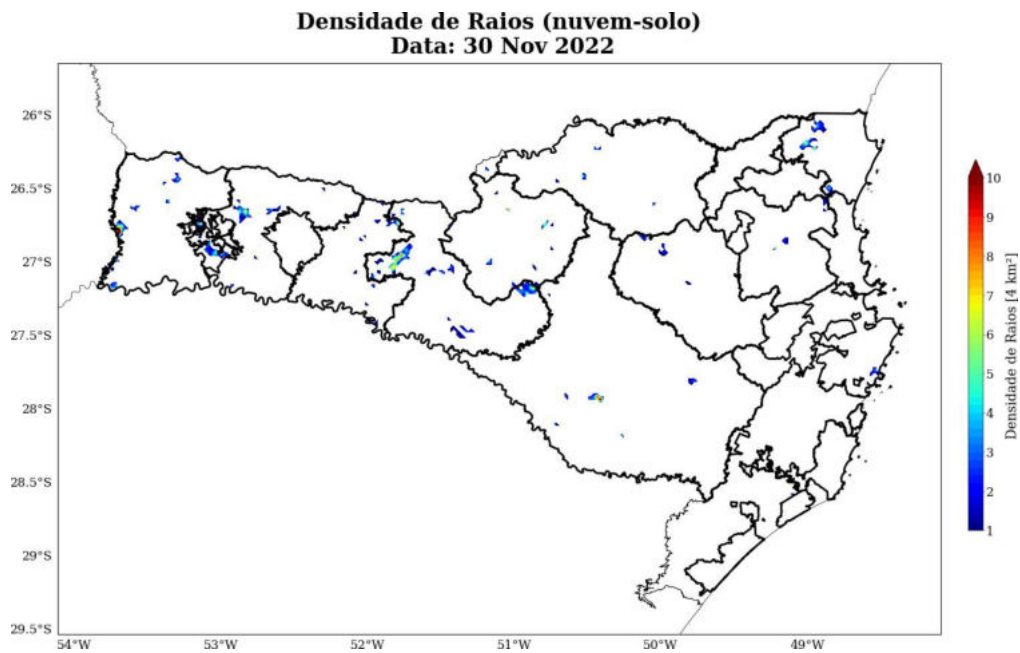 Densidade de Raios (nuvem-solo)
Data: 30 Nov 2022
26°S
26.5°S
27°S
27.5°S
28°S
28.5°S
29°S
29.5°S
54°W
53°W
52°W
51°W
50°W
49°W
10
9
8
7
6
5
4
3
2
1
Densidade de Raios [4 km²]